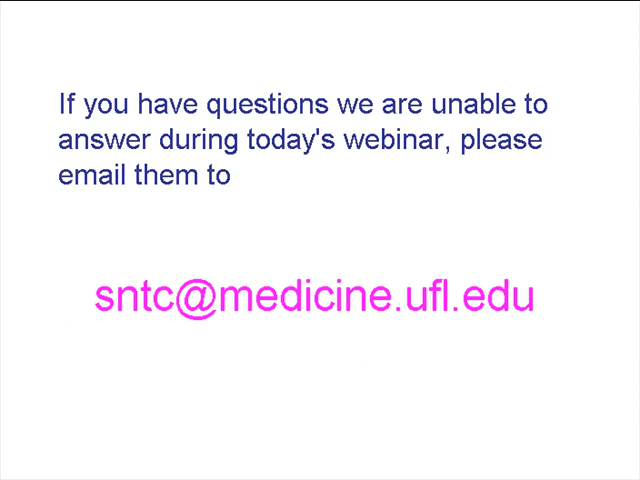 If you have questions we are unable to
answer during today's webinar, please
email them to
sntc@medicine.ufl.edu